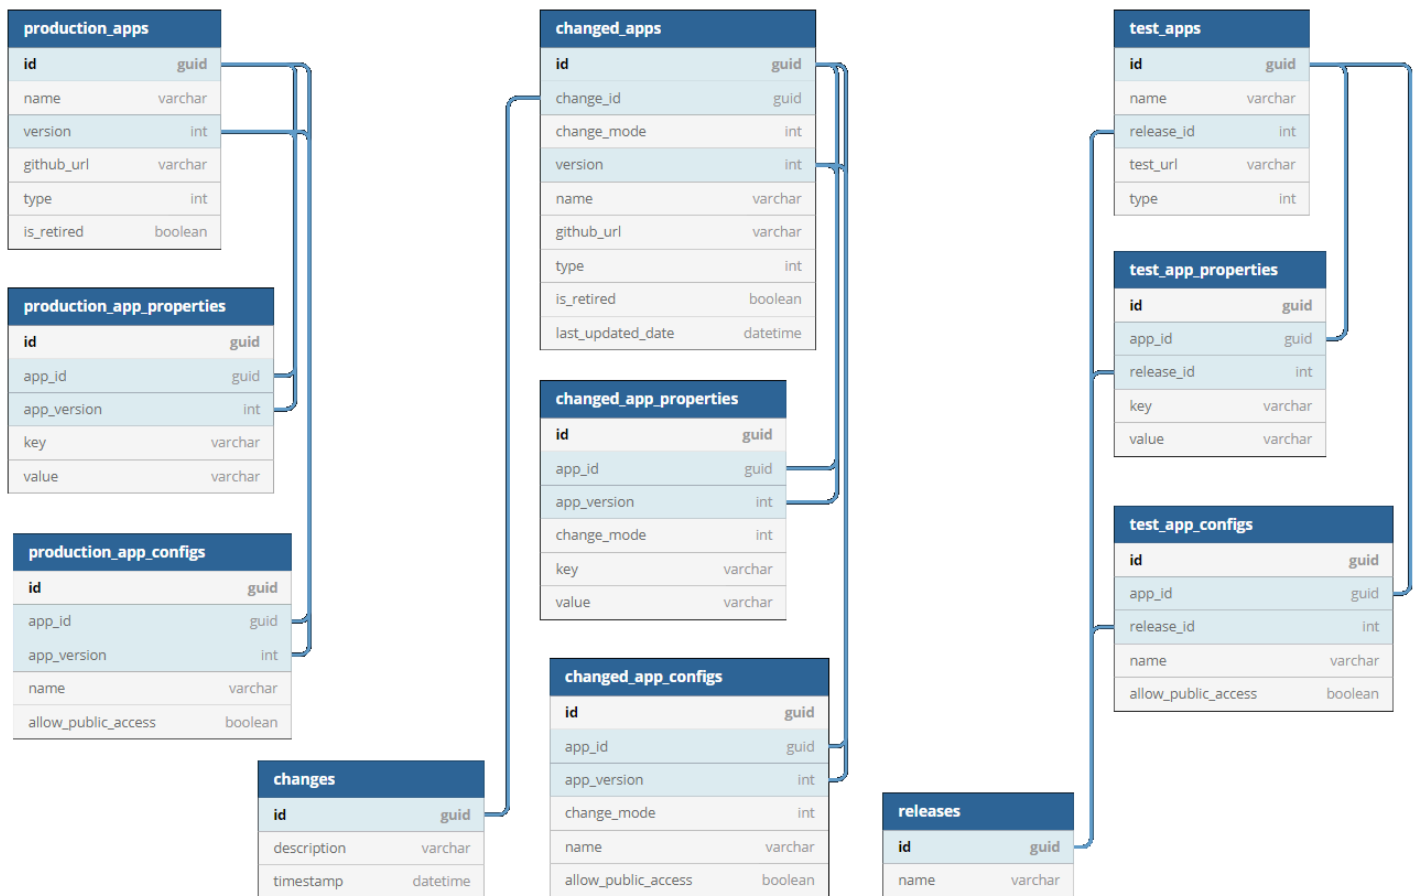 production_apps
id guid
name varchar
version int
github_url varchar
type int
is_retired boolean
production_app_properties
id guid
app_id guid
app_version int
key varchar
value varchar
production_app_configs
id guid
app_id guid
app_version int
name varchar
allow_public_access boolean
changes
id guid
description varchar
timestamp datetime
changed_apps
id guid
change_id guid
change_mode int
version int
name varchar
github_url varchar
type int
is_retired boolean
last_updated_date datetime
changed_app_properties
id guid
app_id guid
app_version int
change_mode int
key varchar
value varchar
changed_app_configs
id guid
app_id guid
app_version int
change_mode int
name varchar
allow_public_access boolean
releases
id guid
name varchar
test_apps
id guid
name varchar
release_id int
test_url varchar
type int
test_app_properties
id guid
app_id guid
release_id int
key varchar
value varchar
test_app_configs
id guid
app_id guid
release_id int
name varchar
allow_public_access boolean